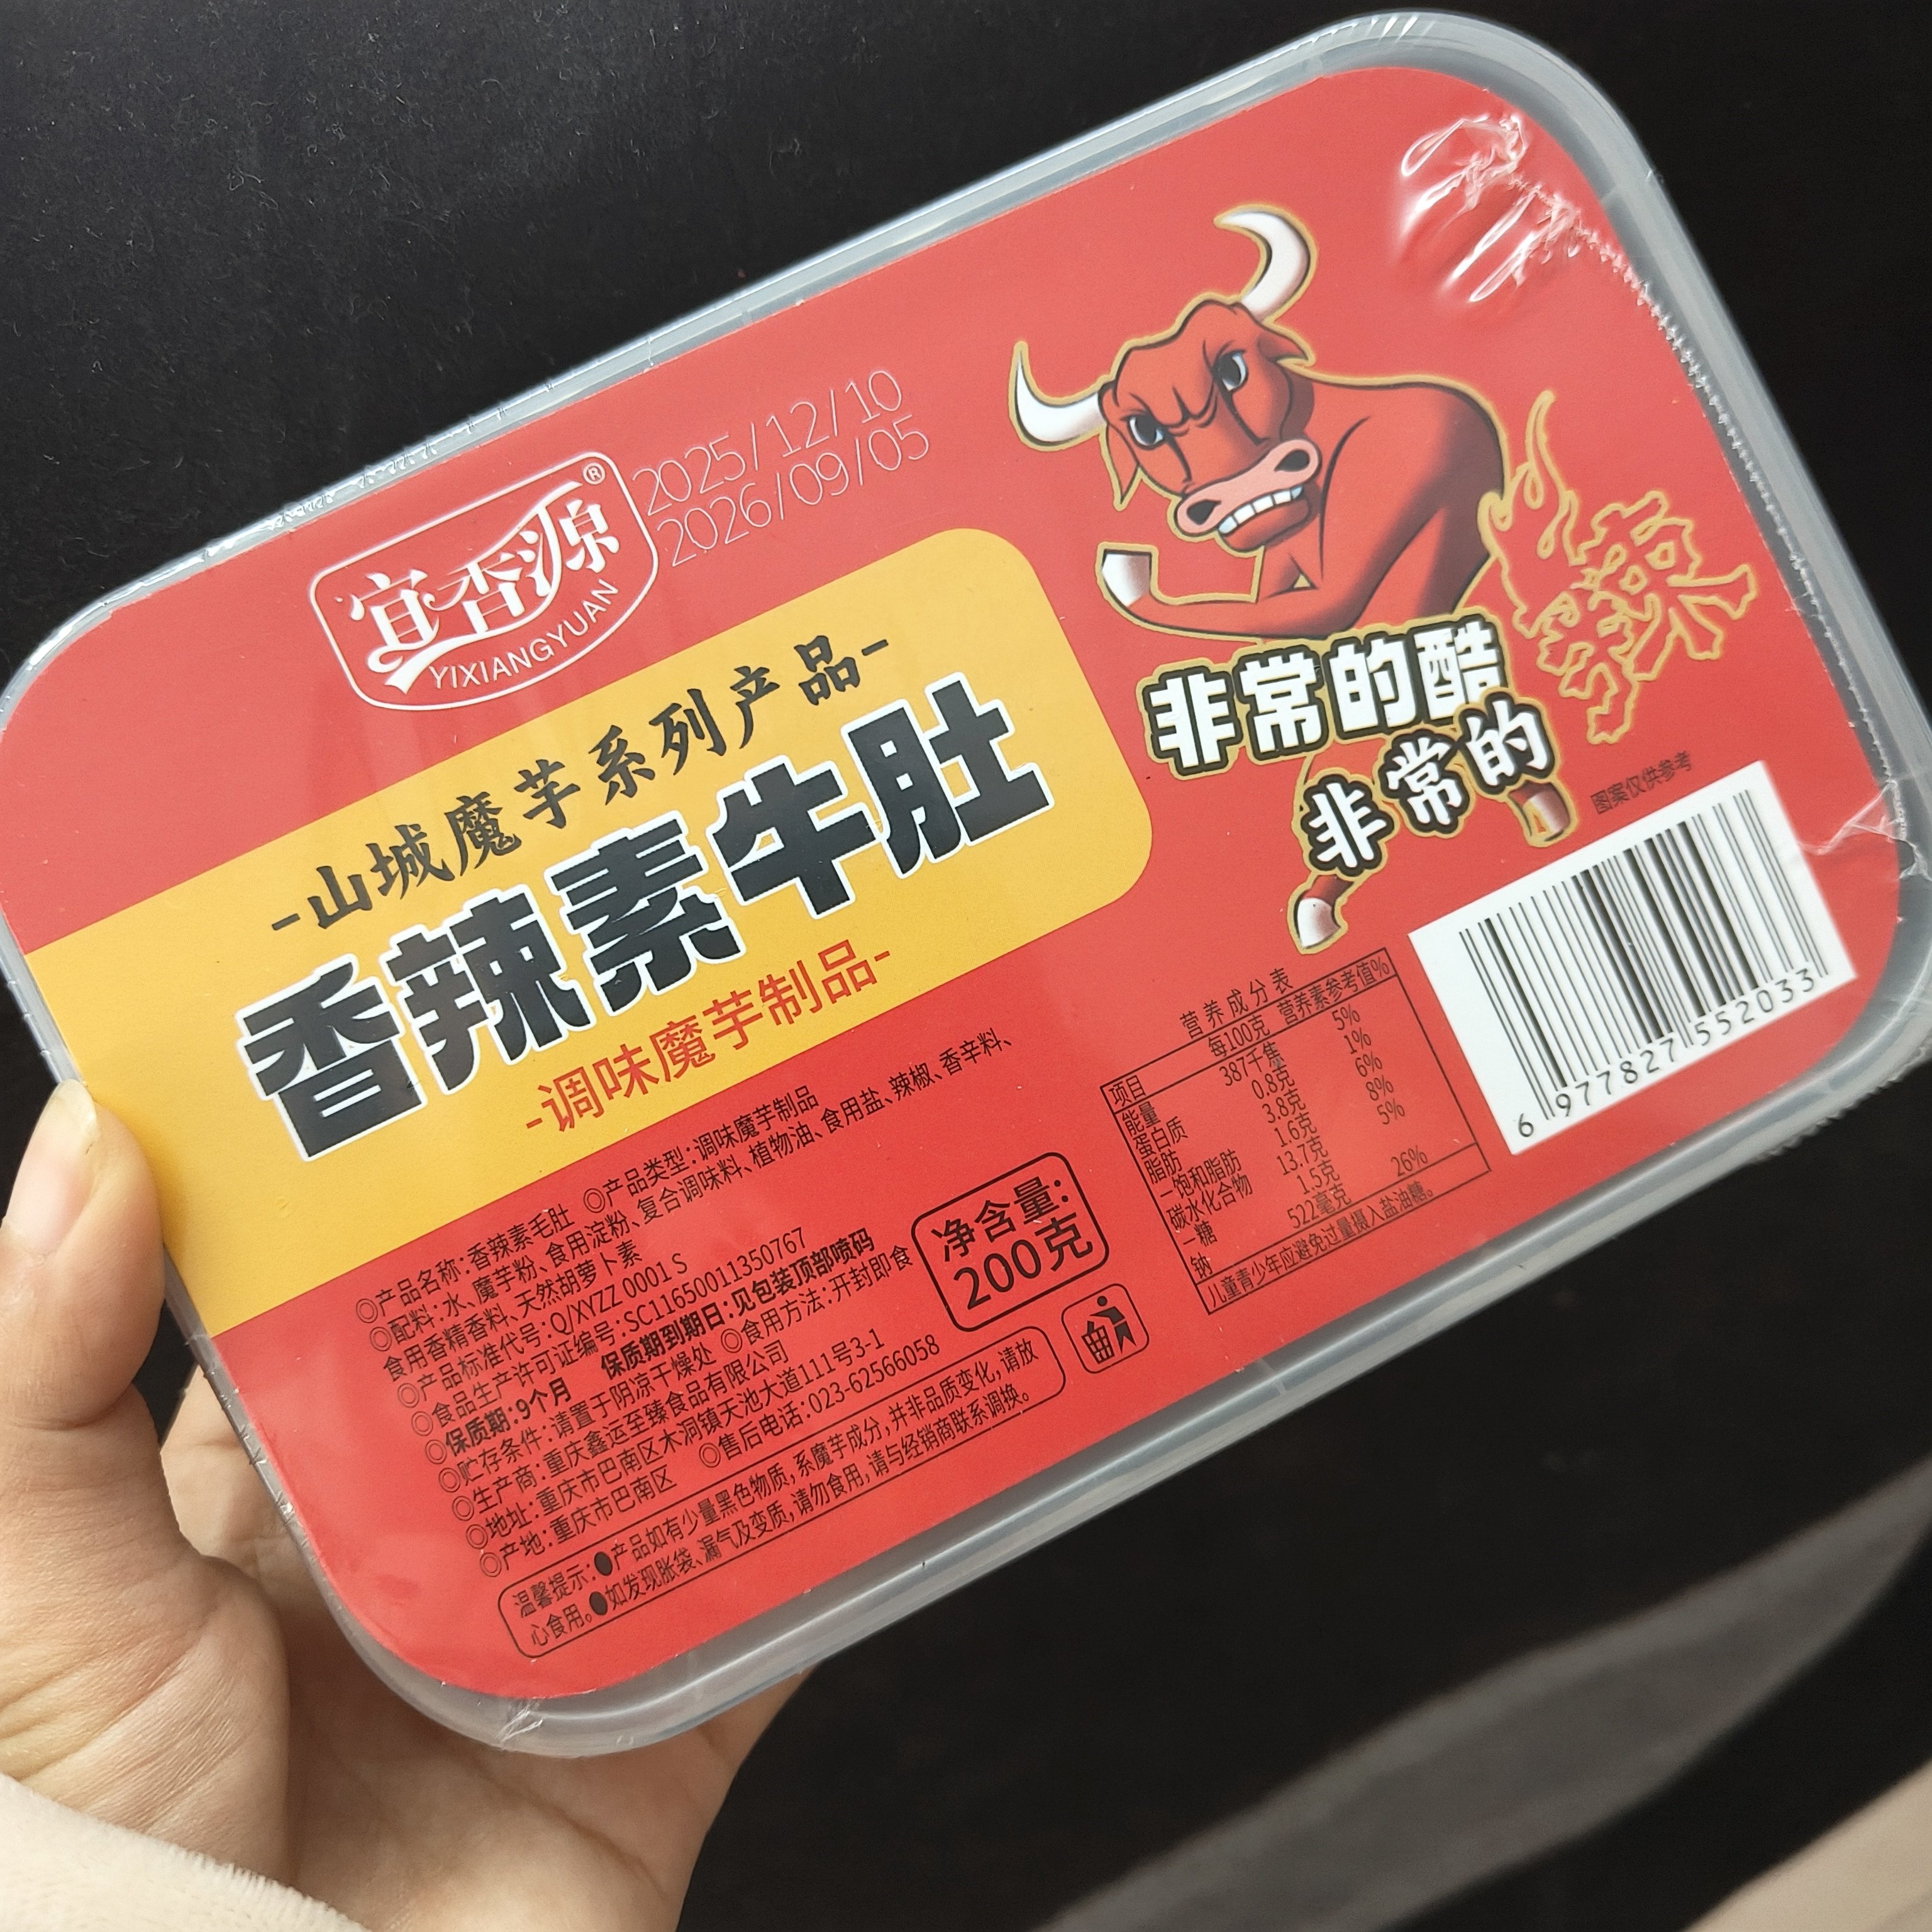 宜香源®
YIXIANGYUAN
2025/12/10
2026/09/05
-山城魔芋系列产品-
香辣素牛肚
-调味魔芋制品-
非常的酷
非常的
辣
图案仅供参考
◎产品名称:香辣素毛肚 ◎产品类型:调味魔芋制品
◎配料:水、魔芋粉、食用淀粉、复合调味料、植物油、食用盐、辣椒、香辛料、
食用香精香料、天然胡萝卜素
◎产品标准代号:Q/XYZZ 0001 S
◎食品生产许可证编号:SC11650011350767
◎保质期:9个月 保质期到期日:见包装顶部喷码
◎贮存条件:请置于阴凉干燥处 ◎食用方法:开封即食
◎生产商:重庆鑫运至臻食品有限公司
◎地址:重庆市巴南区木洞镇天池大道111号3-1
◎产地:重庆市巴南区 ◎售后电话:023-62566058
温馨提示:●产品如有少量黑色物质,系魔芋成分,并非品质变化,请放
心食用。●如发现胀袋、漏气及变质,请勿食用,请与经销商联系调换。
净含量:
200克
营养成分表
项目 每100克 营养素参考值%
能量 387千焦 5%
蛋白质 0.8克 1%
脂肪 3.8克 6%
-饱和脂肪 1.6克 8%
碳水化合物 13.7克 5%
-糖 1.5克
钠 522毫克 26%
儿童青少年应避免过量摄入盐油糖。
6 977827 552033